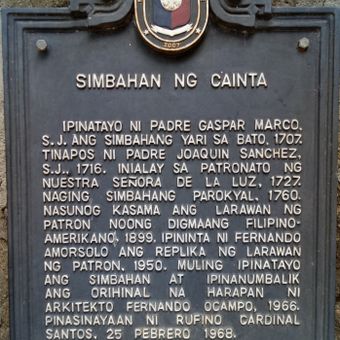 2007
SIMBAHAN NG CAINTA
IPINATAYO NI PADRE GASPAR MARCO,
S.J. ANG SIMBAHANG YARI SA BATO, 1707.
TINAPOS NI PADRE JOAQUIN SANCHEZ,
S.J., 1716. INIALAY SA PATRONATO NG
NUESTRA SEÑORA DE LA LUZ, 1727.
NAGING SIMBAHANG PAROKYAL, 1760.
NASUNOG KASAMA ANG LARAWAN NG
PATRON NOONG DIGMAANG FILIPINO-
AMERIKANO, 1899. IPININTA NI FERNANDO
AMORSOLO ANG REPLIKA NG LARAWAN
NG PATRON, 1950. MULING IPINATAYO
ANG SIMBAHAN AT IPINANUMBALIK
ANG ORIHINAL NA HARAPAN NI
ARKITEKTO FERNANDO OCAMPO, 1966.
PINASINAYAAN NI RUFINO CARDINAL
SANTOS, 25 PEBRERO 1968.